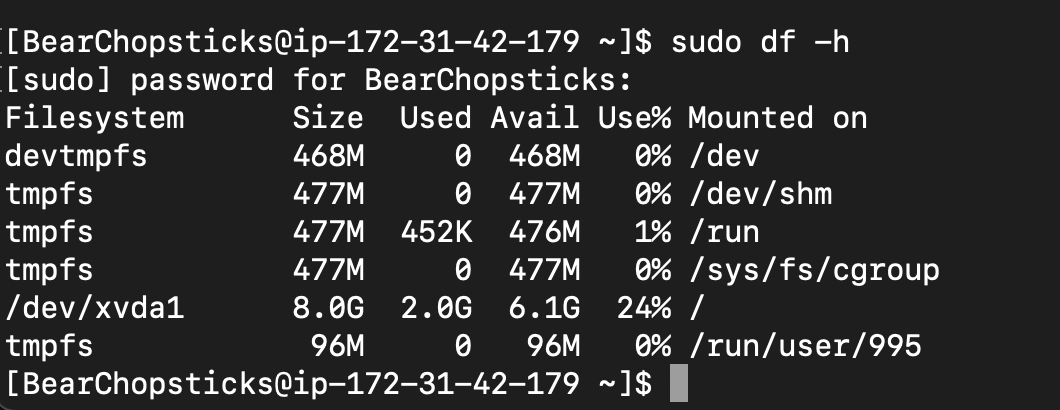 [BearChopsticks@ip-172-31-42-179 ~]$ sudo df -h
[sudo] password for BearChopsticks:
Filesystem      Size  Used Avail Use% Mounted on
devtmpfs        468M     0  468M   0% /dev
tmpfs           477M     0  477M   0% /dev/shm
tmpfs           477M  452K  476M   1% /run
tmpfs           477M     0  477M   0% /sys/fs/cgroup
/dev/xvda1      8.0G  2.0G  6.1G  24% /
tmpfs            96M     0   96M   0% /run/user/995
[BearChopsticks@ip-172-31-42-179 ~]$